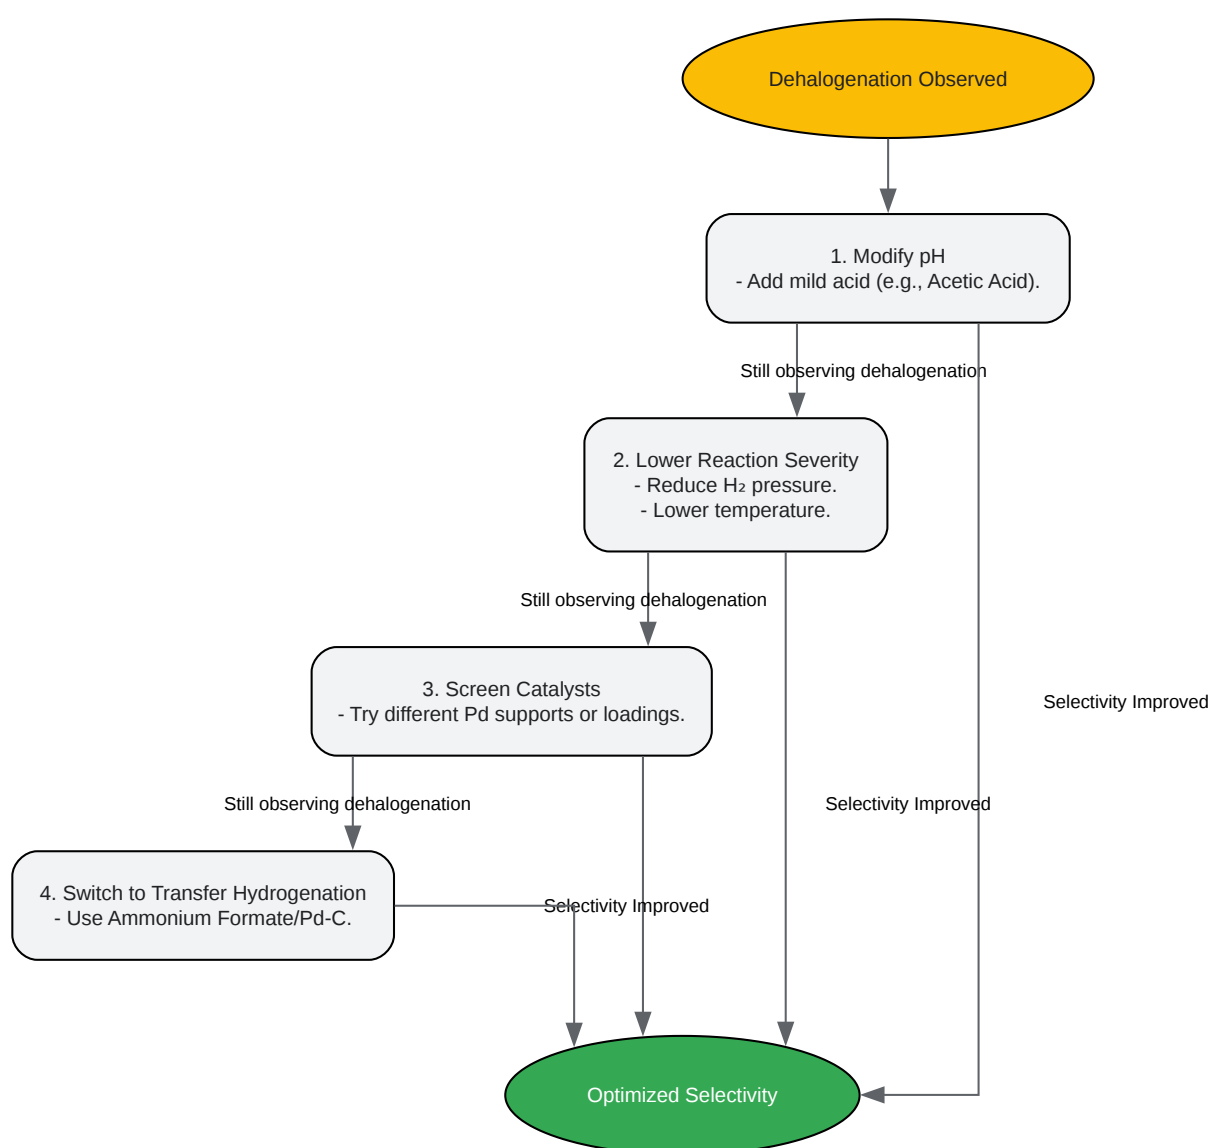 Dehalogenation Observed
1. Modify pH
- Add mild acid (e.g., Acetic Acid).
Still observing dehalogenation
2. Lower Reaction Severity
- Reduce H₂ pressure.
- Lower temperature.
Still observing dehalogenation
3. Screen Catalysts
- Try different Pd supports or loadings.
Selectivity Improved
Still observing dehalogenation
Selectivity Improved
4. Switch to Transfer Hydrogenation
- Use Ammonium Formate/Pd-C.
Selectivity Improved
Optimized Selectivity